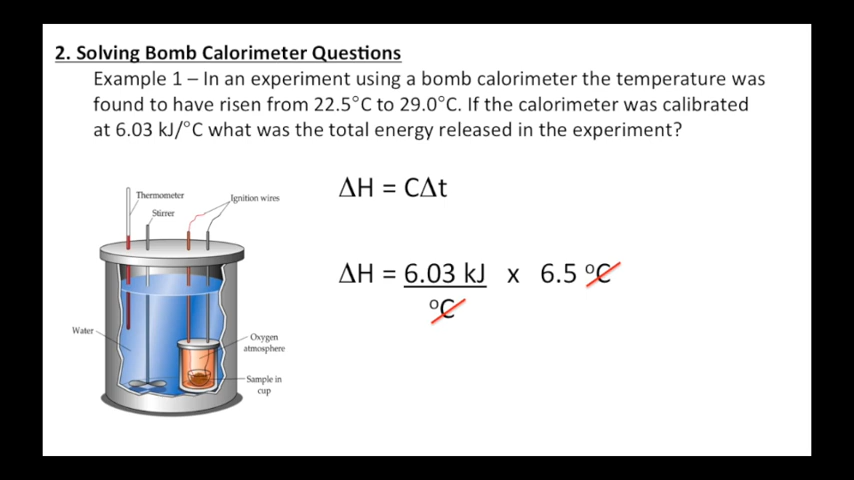 2. Solving Bomb Calorimeter Questions
Example 1 – In an experiment using a bomb calorimeter the temperature was
found to have risen from 22.5°C to 29.0°C. If the calorimeter was calibrated
at 6.03 kJ/°C what was the total energy released in the experiment?
ΔH = CΔt
Thermometer
Ignition wires
Stirrer
ΔH = 6.03 kJ x 6.5 °C
°C
Water
Oxygen
atmosphere
Sample in
cup